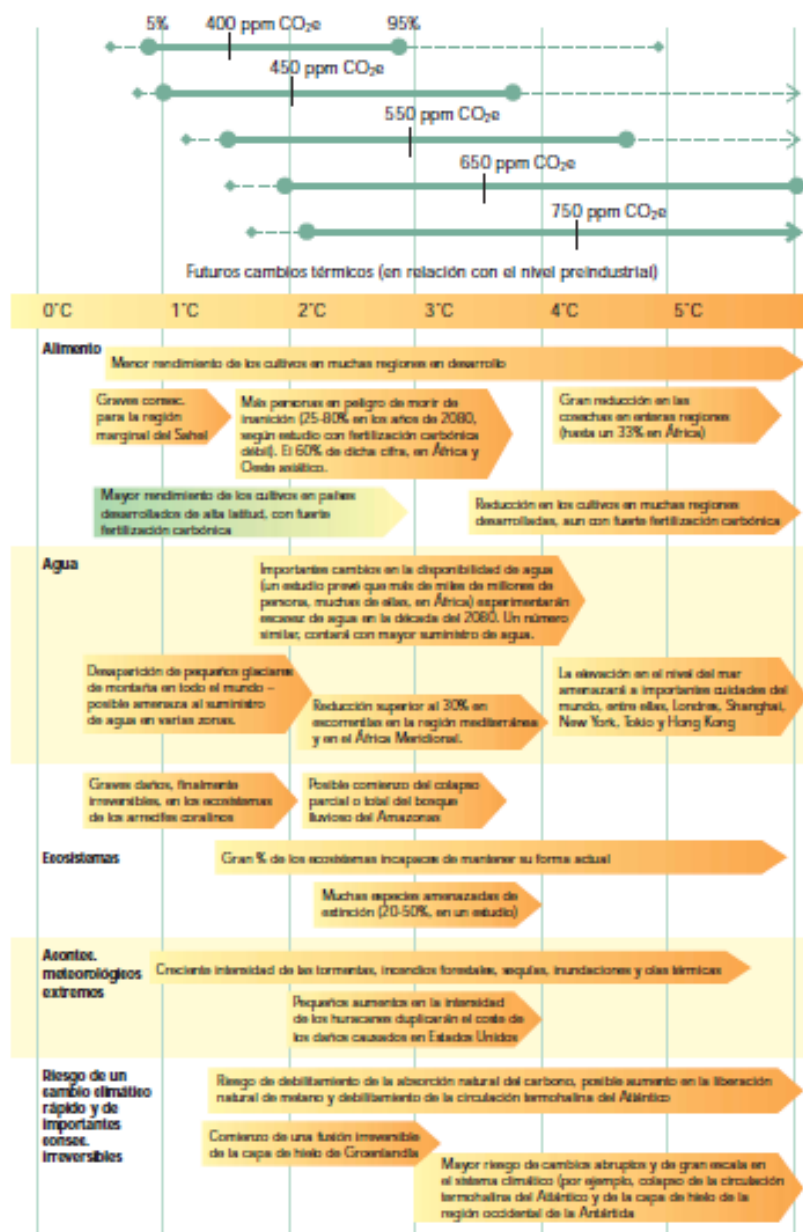 5% 400 ppm CO₂e 95%
450 ppm CO₂e
550 ppm CO₂e
650 ppm CO₂e
750 ppm CO₂e
Futuros cambios térmicos (en relación con el nivel preindustrial)
0°C 1°C 2°C 3°C 4°C 5°C
Alimento
Menor rendimiento de los cultivos en muchas regiones en desarrollo
Graves consec.
para la región
marginal del Sahel
Más personas en peligro de morir de
inanición (25-80% en los años de 2080,
según estudio con fertilización carbónica
débil). El 60% de dicha cifra, en África y
Oeste asiático.
Gran reducción en las
cosechas en enteras regiones
(hasta un 33% en África)
Mayor rendimiento de los cultivos en países
desarrollados de alta latitud, con fuerte
fertilización carbónica
Reducción en los cultivos en muchas regiones
desarrolladas, aun con fuerte fertilización carbónica
Agua
Importantes cambios en la disponibilidad de agua
(un estudio prevé que más de miles de millones de
persona, muchas de ellas, en África) experimentarán
escasez de agua en la década del 2080. Un número
similar, contará con mayor suministro de agua.
Desaparición de pequeños glaciares
de montaña en todo el mundo –
posible amenaza al suministro
de agua en varias zonas.
Reducción superior al 30% en
escorrentías en la región mediterránea
y en el África Meridional.
La elevación en el nivel del mar
amenazará a importantes cuidades del
mundo, entre ellas, Londres, Shanghai,
New York, Tokio y Hong Kong
Graves daños, finalmente
irreversibles, en los ecosistemas
de los arrecifes coralinos
Posible comienzo del colapso
parcial o total del bosque
lluvioso del Amazonas
Ecosistemas
Gran % de los ecosistemas incapaces de mantener su forma actual
Muchas especies amenazadas de
extinción (20-50%, en un estudio)
Acontec.
meteorológicos
extremos
Creciente intensidad de las tormentas, incendios forestales, sequías, inundaciones y olas térmicas
Pequeños aumentos en la intensidad
de los huracanes duplicarán el coste de
los daños causados en Estados Unidos
Riesgo de un
cambio climático
rápido y de
importantes
consec.
irreversibles
Riesgo de debilitamiento de la absorción natural del carbono, posible aumento en la liberación
natural de metano y debilitamiento de la circulación termohalina del Atlántico
Comienzo de una fusión irreversible
de la capa de hielo de Groenlandia
Mayor riesgo de cambios abruptos y de gran escala en
el sistema climático (por ejemplo, colapso de la circulación
termohalina del Atlántico y de la capa de hielo de la
región occidental de la Antártida